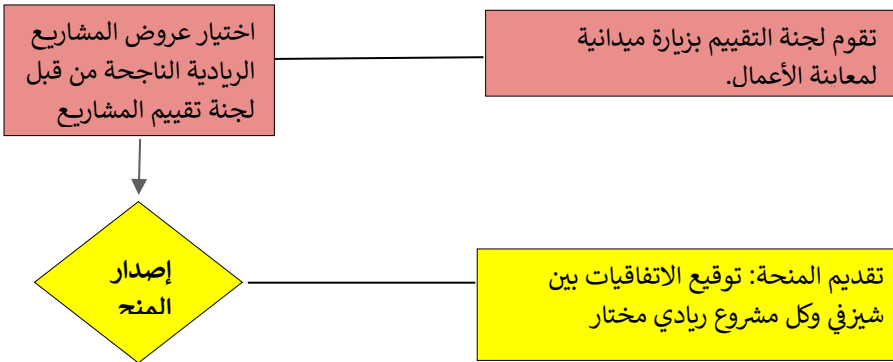 اختيار عروض المشاريع
الريادية الناجحة من قبل
لجنة تقييم المشاريع
تقوم لجنة التقييم بزيارة ميدانية
لمعاينة الأعمال.
إصدار
المنح
تقديم المنحة: توقيع الاتفاقيات بين
شيزفي وكل مشروع ريادي مختار